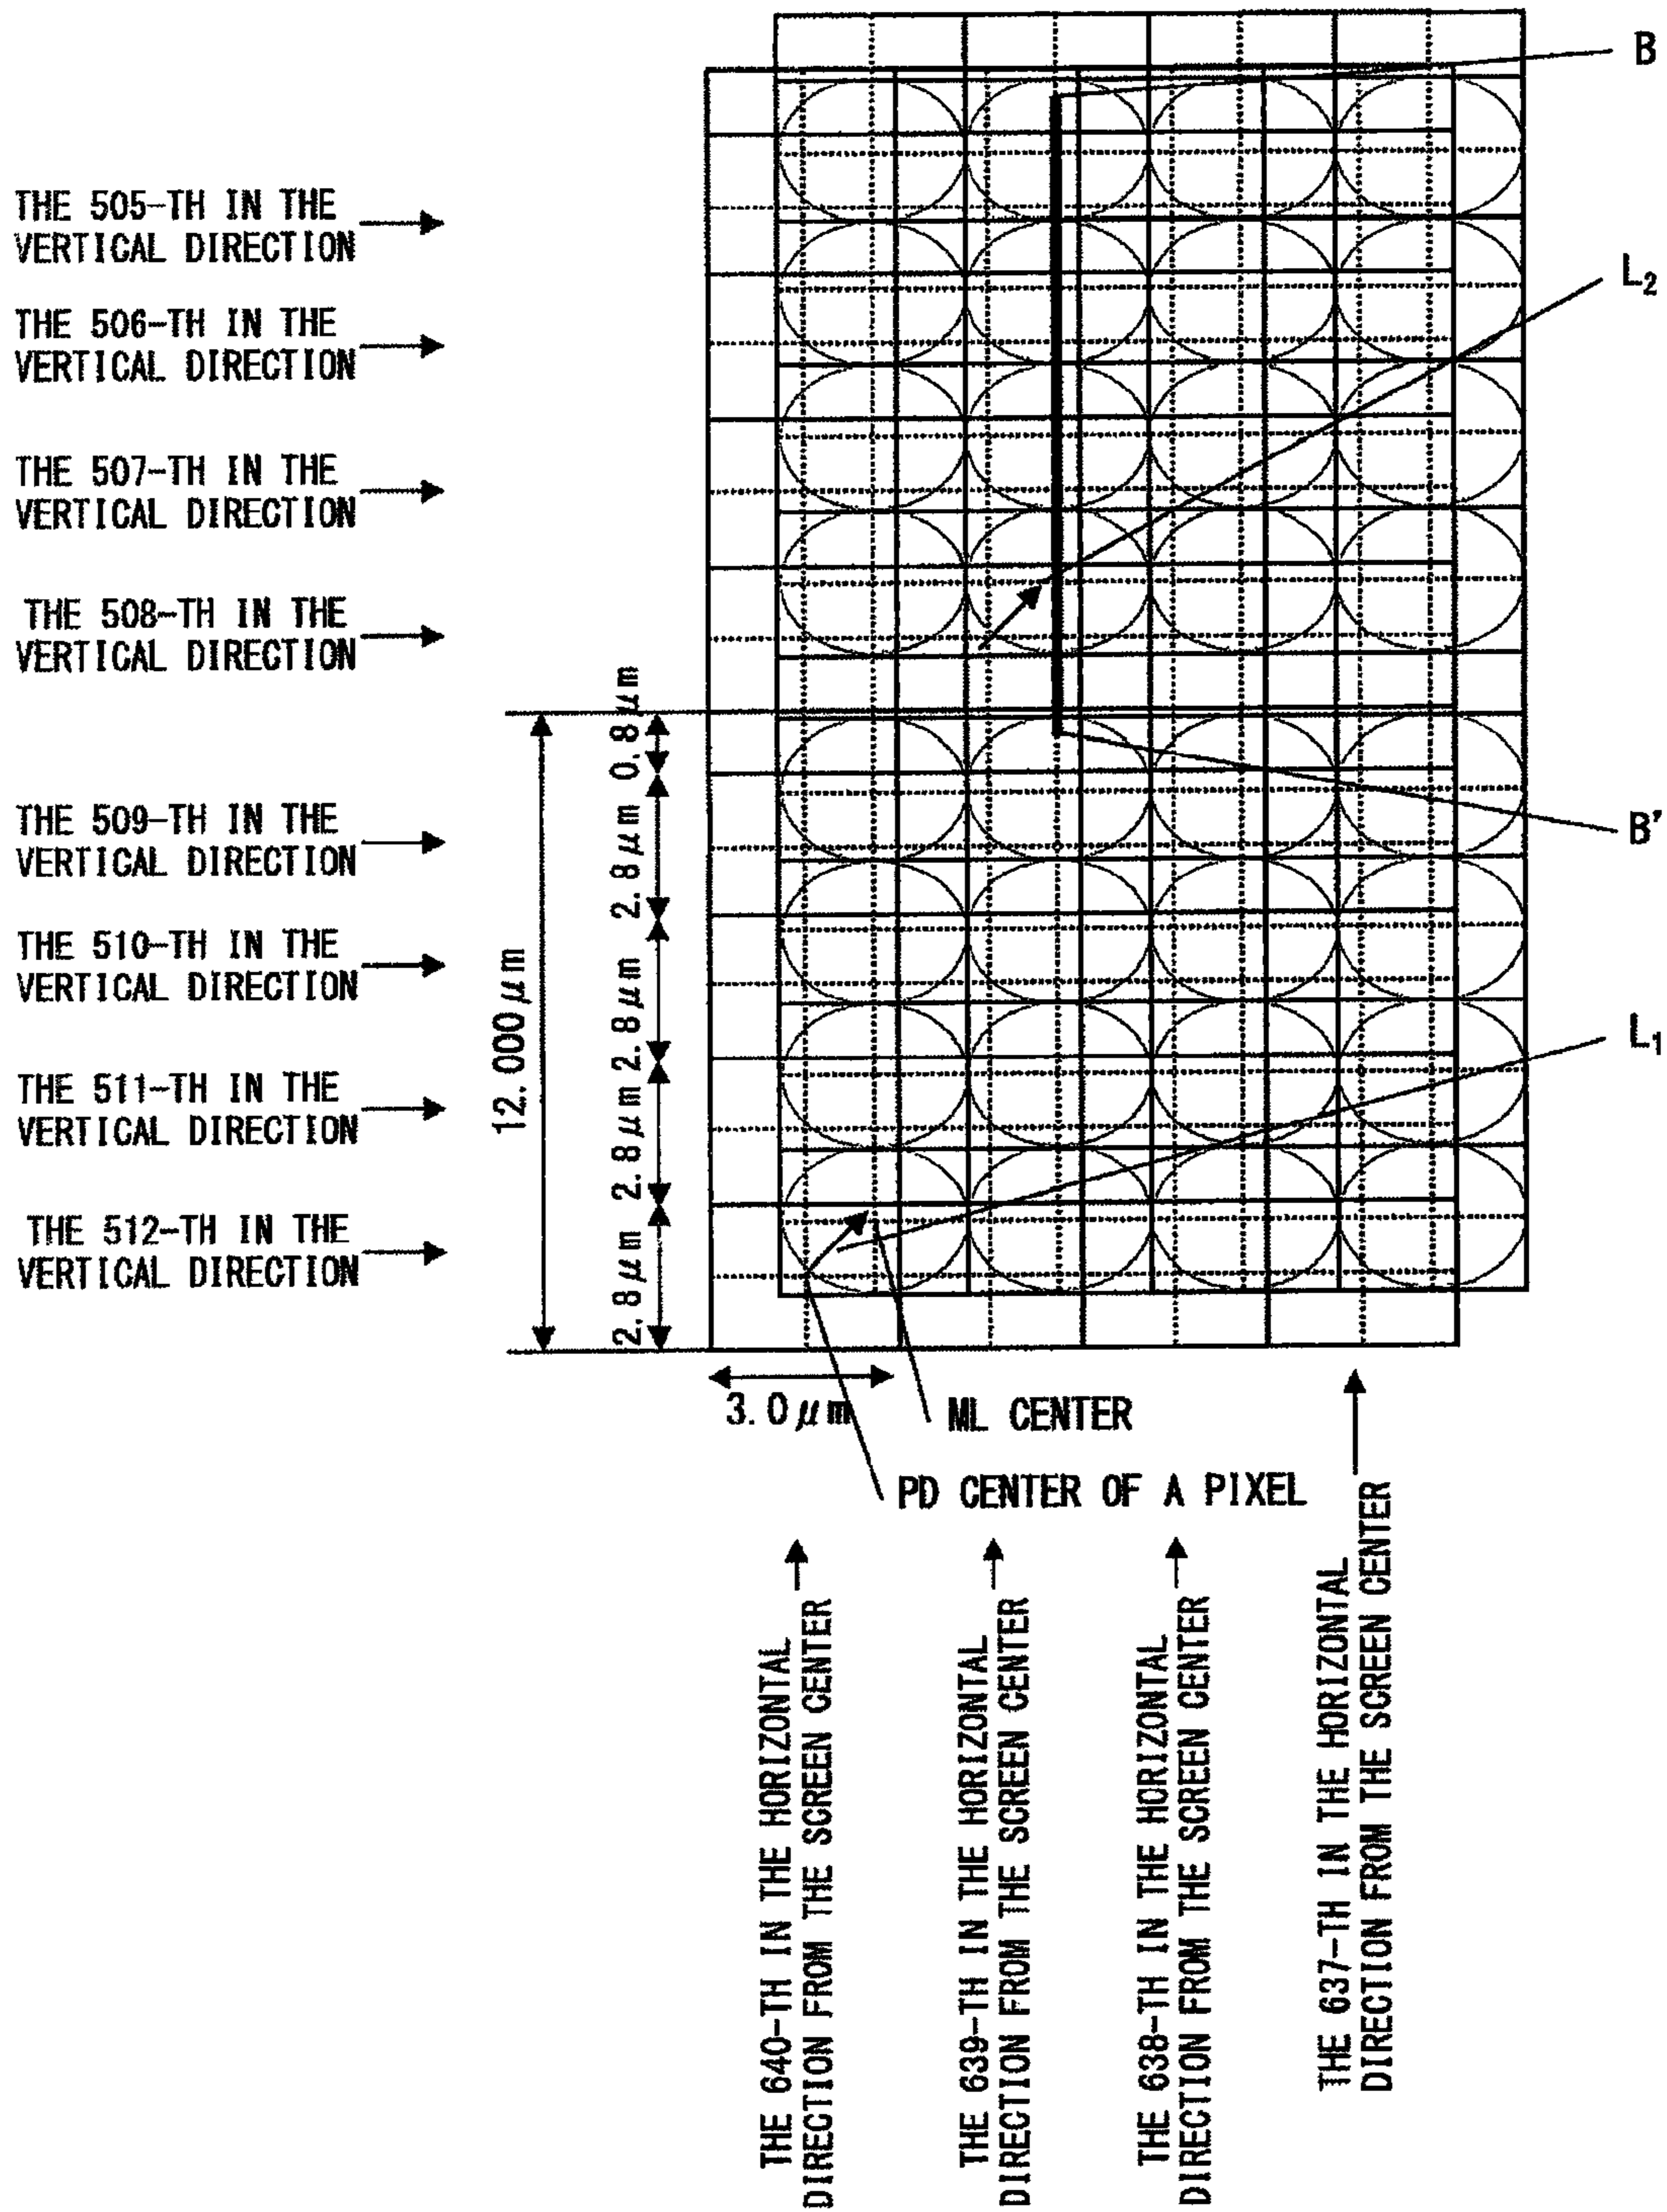 B
THE 505-TH IN THE
VERTICAL DIRECTION
L₂
THE 506-TH IN THE
VERTICAL DIRECTION
THE 507-TH IN THE
VERTICAL DIRECTION
THE 508-TH IN THE
VERTICAL DIRECTION
0.8μm
B'
THE 509-TH IN THE
VERTICAL DIRECTION
2.8μm
THE 510-TH IN THE
VERTICAL DIRECTION
2.8μm
12.000μm
L₁
THE 511-TH IN THE
VERTICAL DIRECTION
2.8μm
THE 512-TH IN THE
VERTICAL DIRECTION
2.8μm
3.0μm
ML CENTER
PD CENTER OF A PIXEL
THE 640-TH IN THE HORIZONTAL
DIRECTION FROM THE SCREEN CENTER
THE 639-TH IN THE HORIZONTAL
DIRECTION FROM THE SCREEN CENTER
THE 638-TH IN THE HORIZONTAL
DIRECTION FROM THE SCREEN CENTER
THE 637-TH IN THE HORIZONTAL
DIRECTION FROM THE SCREEN CENTER